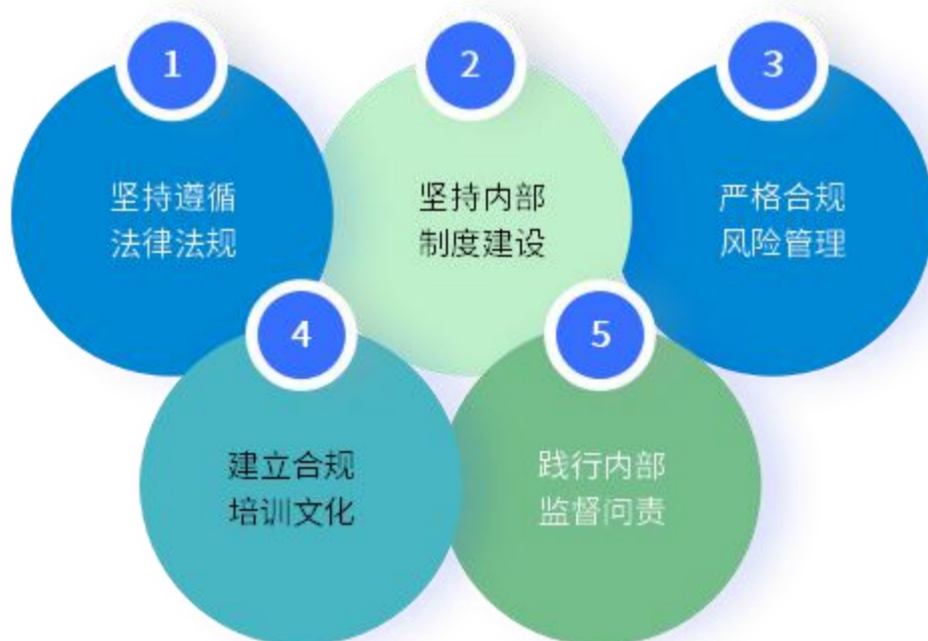 1
坚持遵循
法律法规
2
坚持内部
制度建设
3
严格合规
风险管理
4
建立合规
培训文化
5
践行内部
监督问责